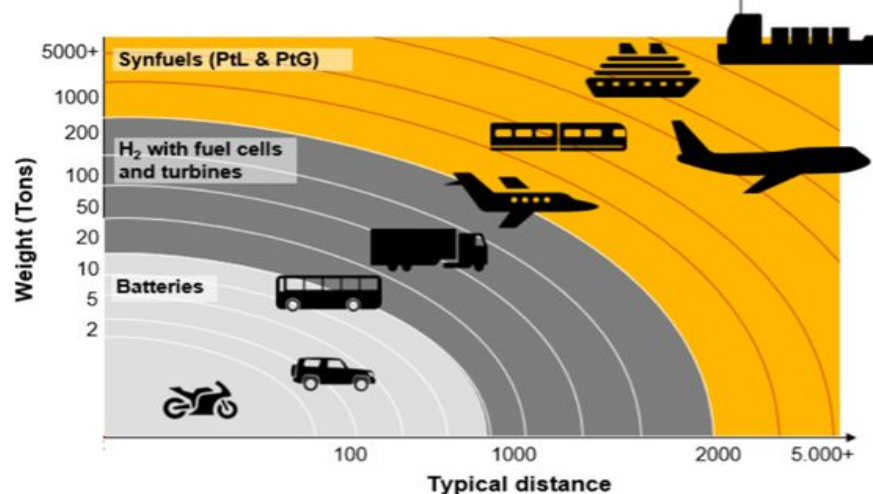 5000+
Synfuels (PtL & PtG)
1000
200
H₂ with fuel cells
and turbines
100
50
20
10
Batteries
5
2
Weight (Tons)
100
1000
2000
5.000+
Typical distance